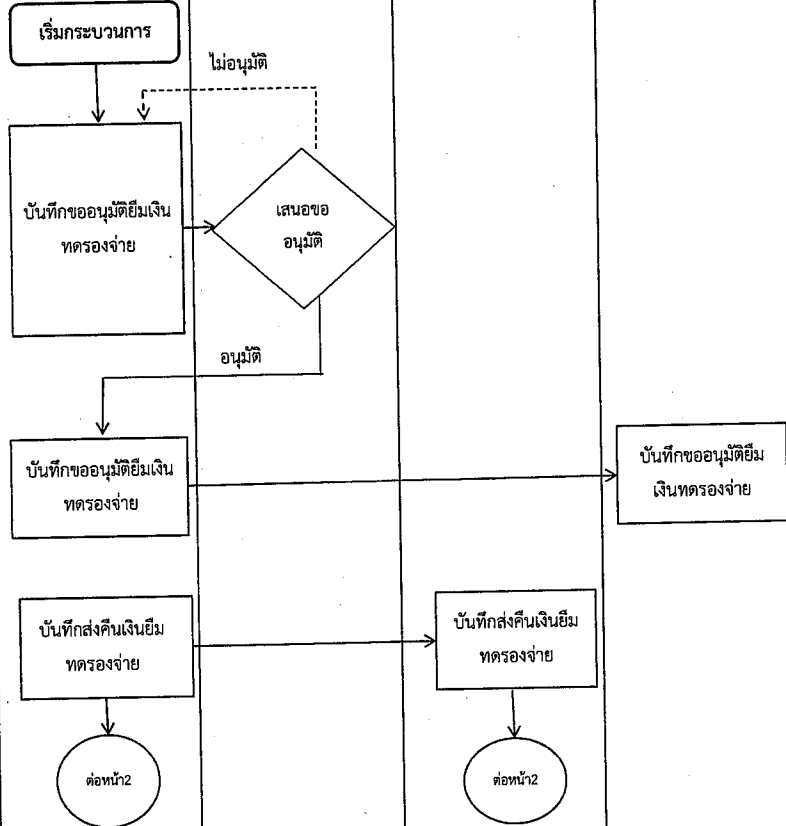 เริ่มกระบวนการ
ไม่อนุมัติ
บันทึกขออนุมัติยืมเงิน
ทดรองจ่าย
เสนอขอ
อนุมัติ
อนุมัติ
บันทึกขออนุมัติยืมเงิน
ทดรองจ่าย
บันทึกขออนุมัติยืม
เงินทดรองจ่าย
บันทึกส่งคืนเงินยืม
ทดรองจ่าย
บันทึกส่งคืนเงินยืม
ทดรองจ่าย
ต่อหน้า2
ต่อหน้า2